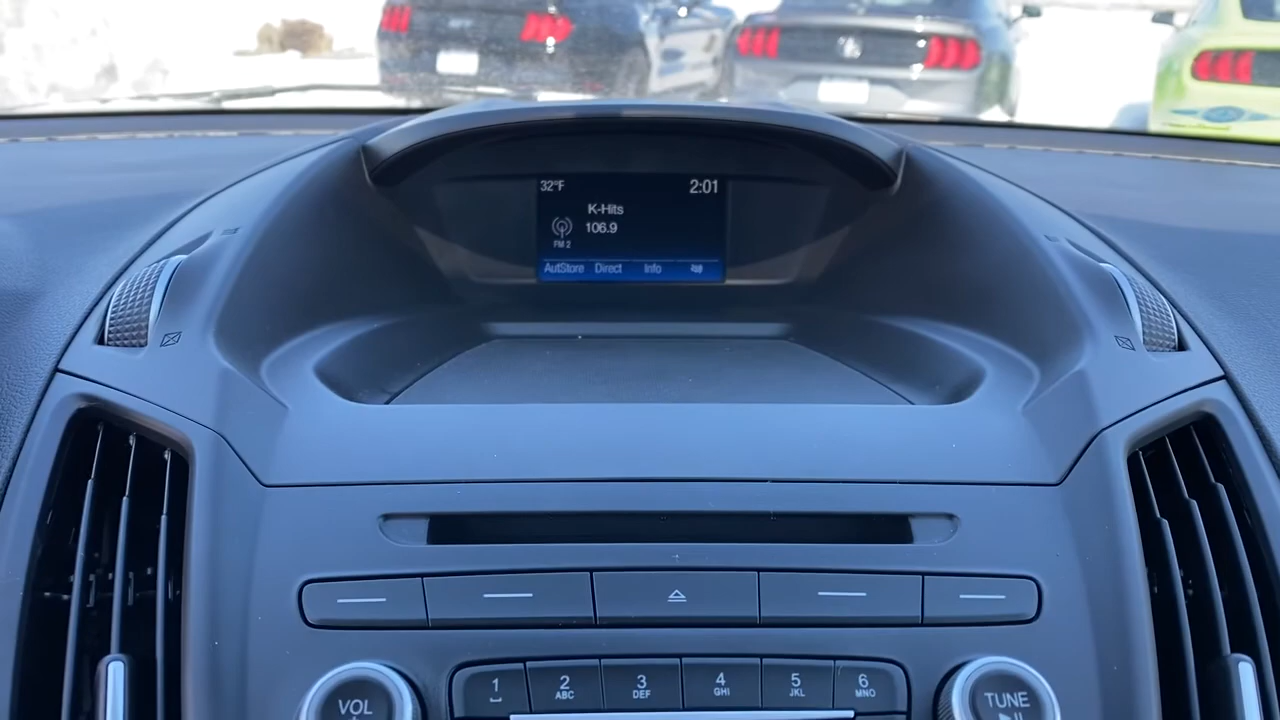 32°F 2:01
K-Hits
106.9
FM 2
AutoStore Direct Info
1 2 3 4 5 6
ABC DEF GHI JKL MNO
VOL TUNE